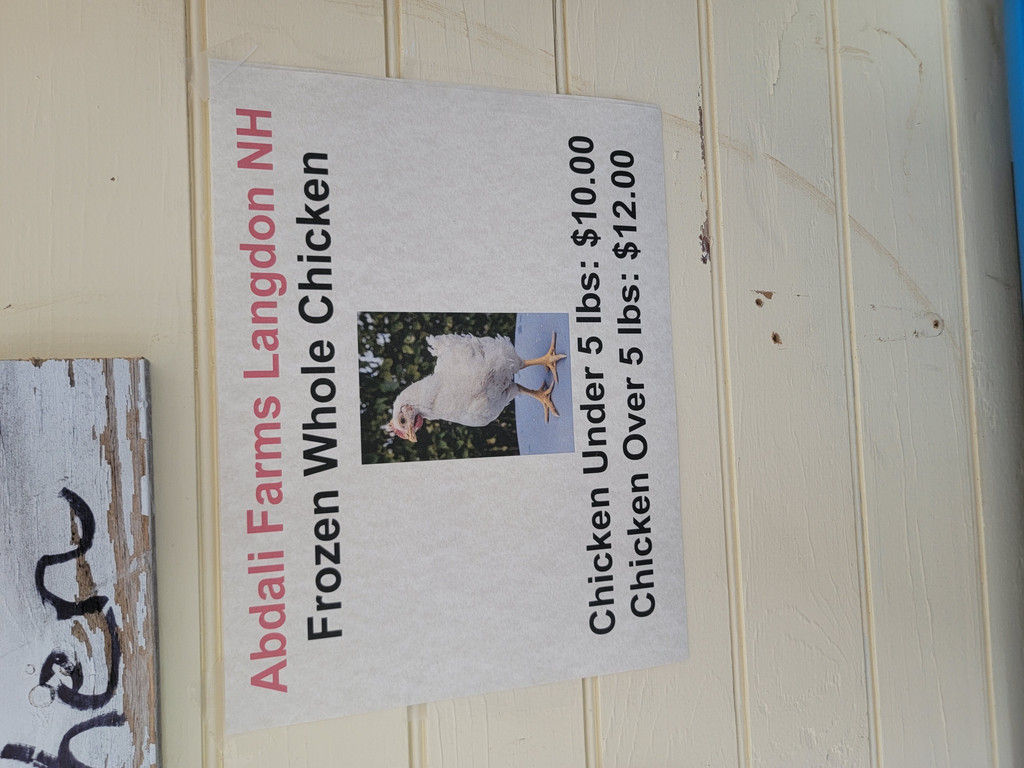 Abdali Farms Langdon NH
Frozen Whole Chicken
Chicken Under 5 lbs: $10.00
Chicken Over 5 lbs: $12.00